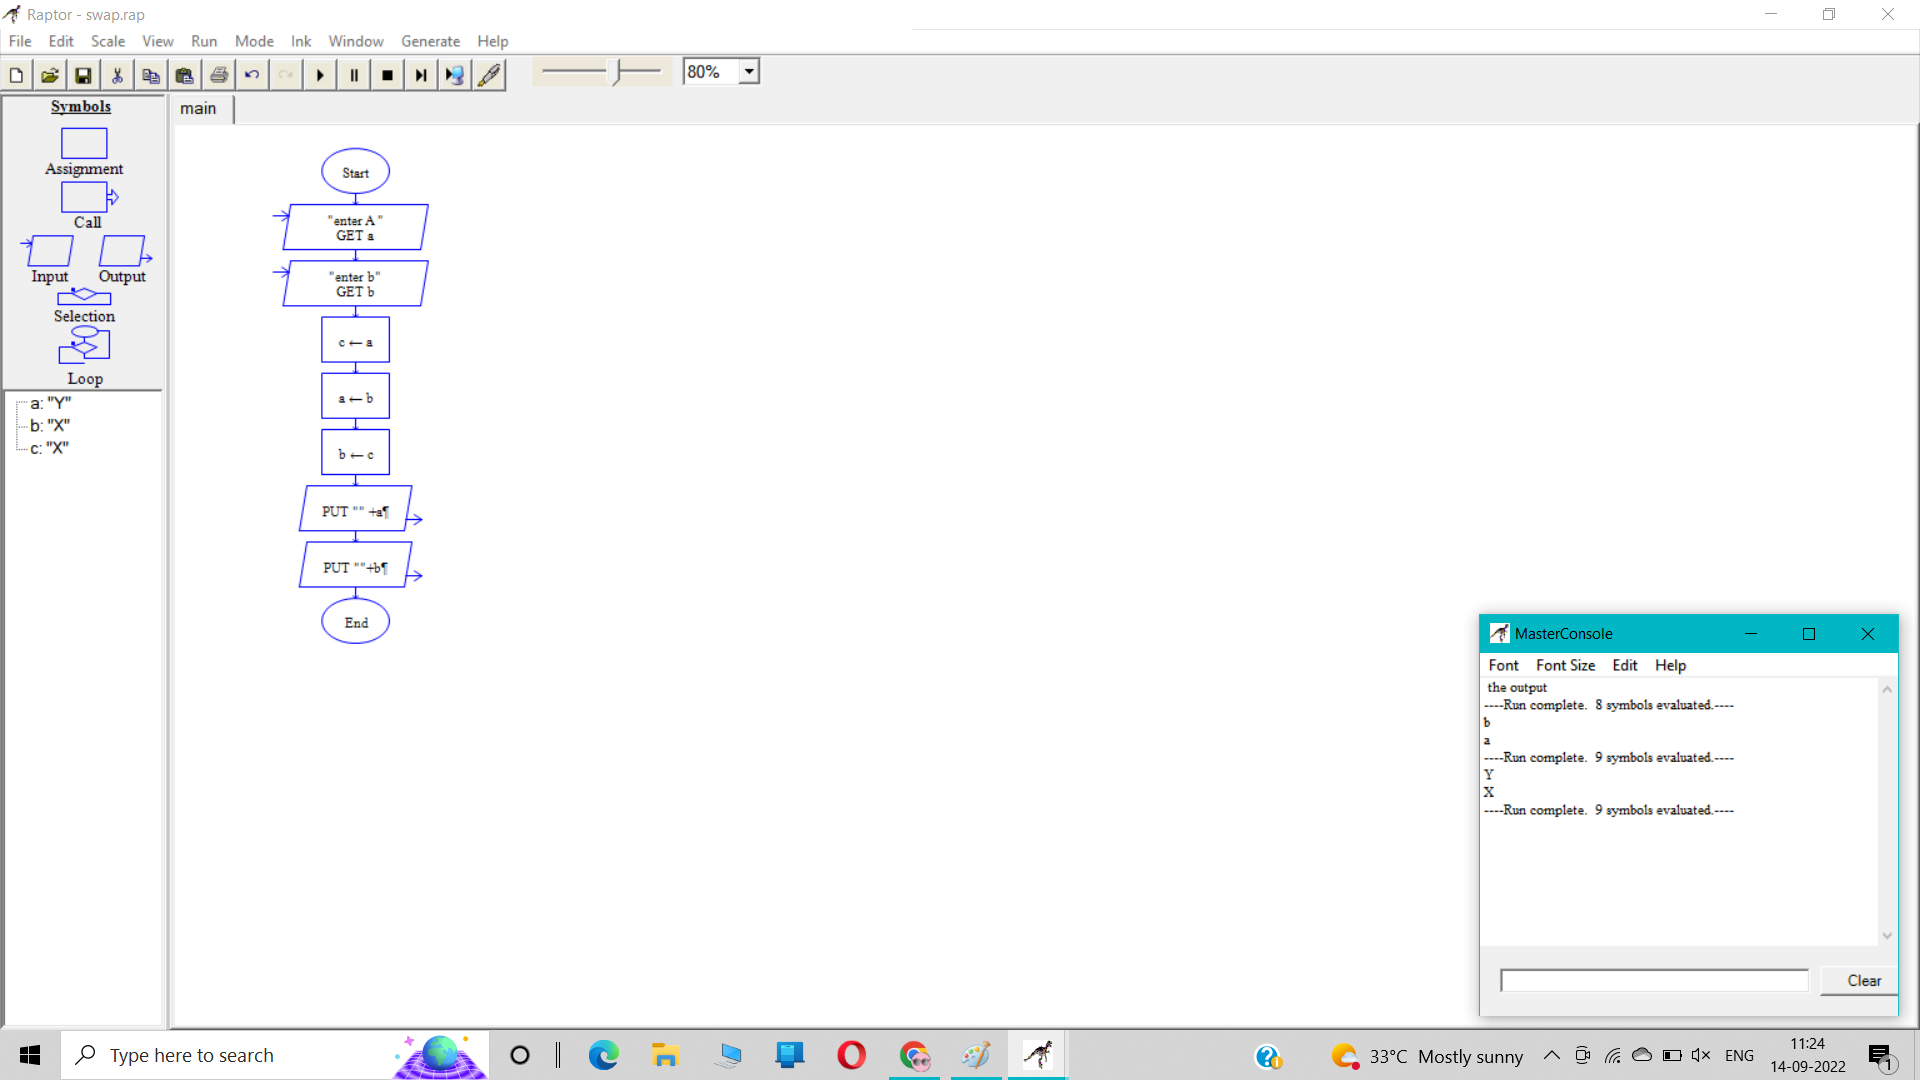 Raptor - swap.rap
File Edit Scale View Run Mode Ink Window Generate Help
80%
Symbols
Assignment
Call
Input Output
Selection
Loop
a: "Y"
b: "X"
c: "X"
main
Start
"enter A "
GET a
"enter b"
GET b
c ← a
a ← b
b ← c
PUT "" +a¶
PUT ""+b¶
End
MasterConsole
Font Font Size Edit Help
the output
----Run complete. 8 symbols evaluated.----
b
a
----Run complete. 9 symbols evaluated.----
Y
X
----Run complete. 9 symbols evaluated.----
Clear
Type here to search
33°C Mostly sunny
ENG
11:24
14-09-2022
1